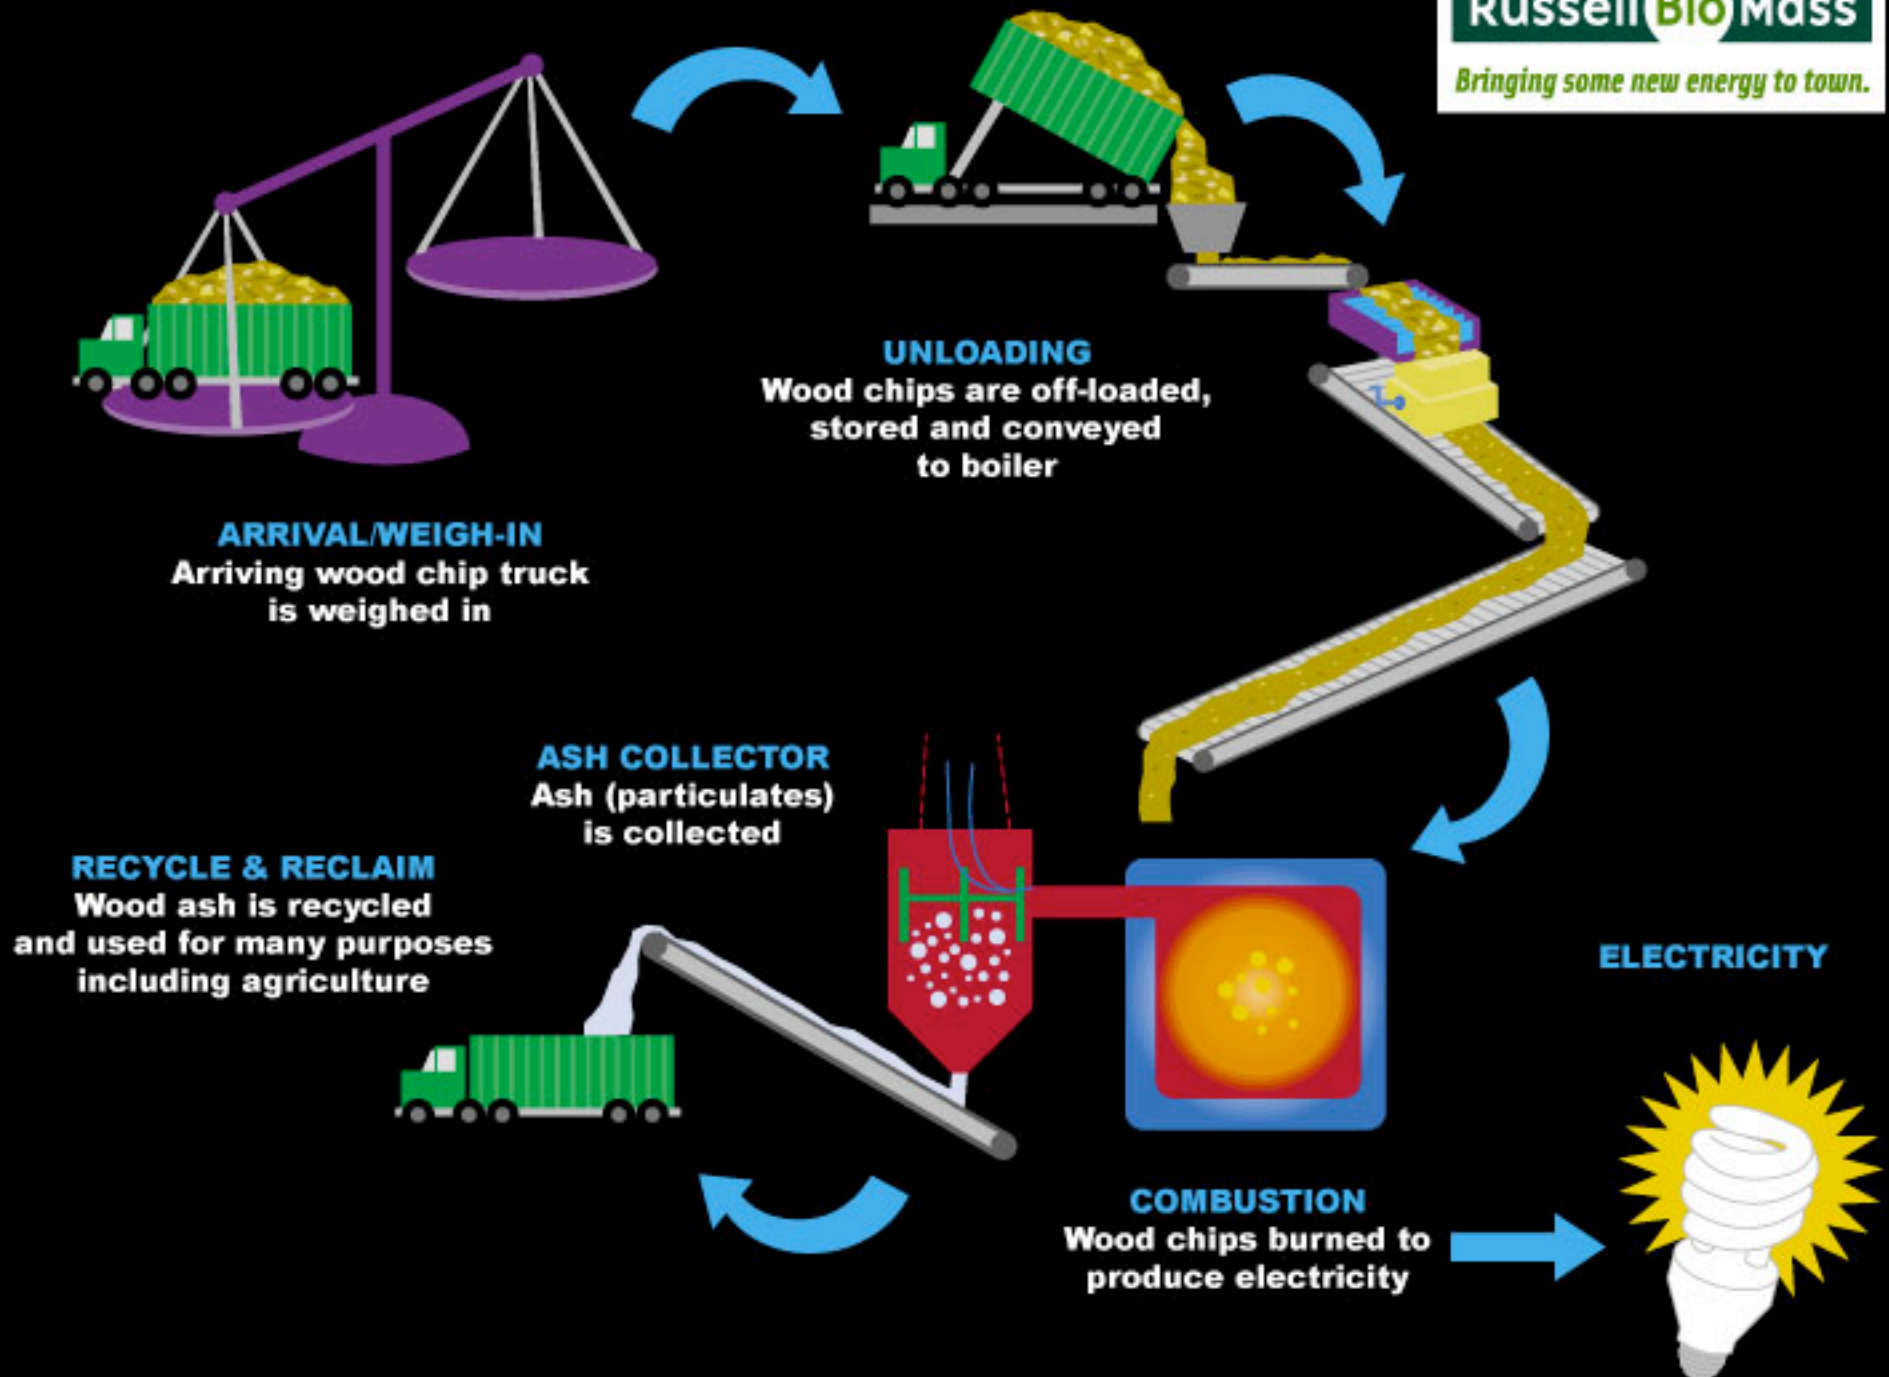 Russell BioMass
Bringing some new energy to town.
UNLOADING
Wood chips are off-loaded,
stored and conveyed
to boiler
ARRIVAL/WEIGH-IN
Arriving wood chip truck
is weighed in
ASH COLLECTOR
Ash (particulates)
is collected
RECYCLE & RECLAIM
Wood ash is recycled
and used for many purposes
including agriculture
ELECTRICITY
COMBUSTION
Wood chips burned to
produce electricity